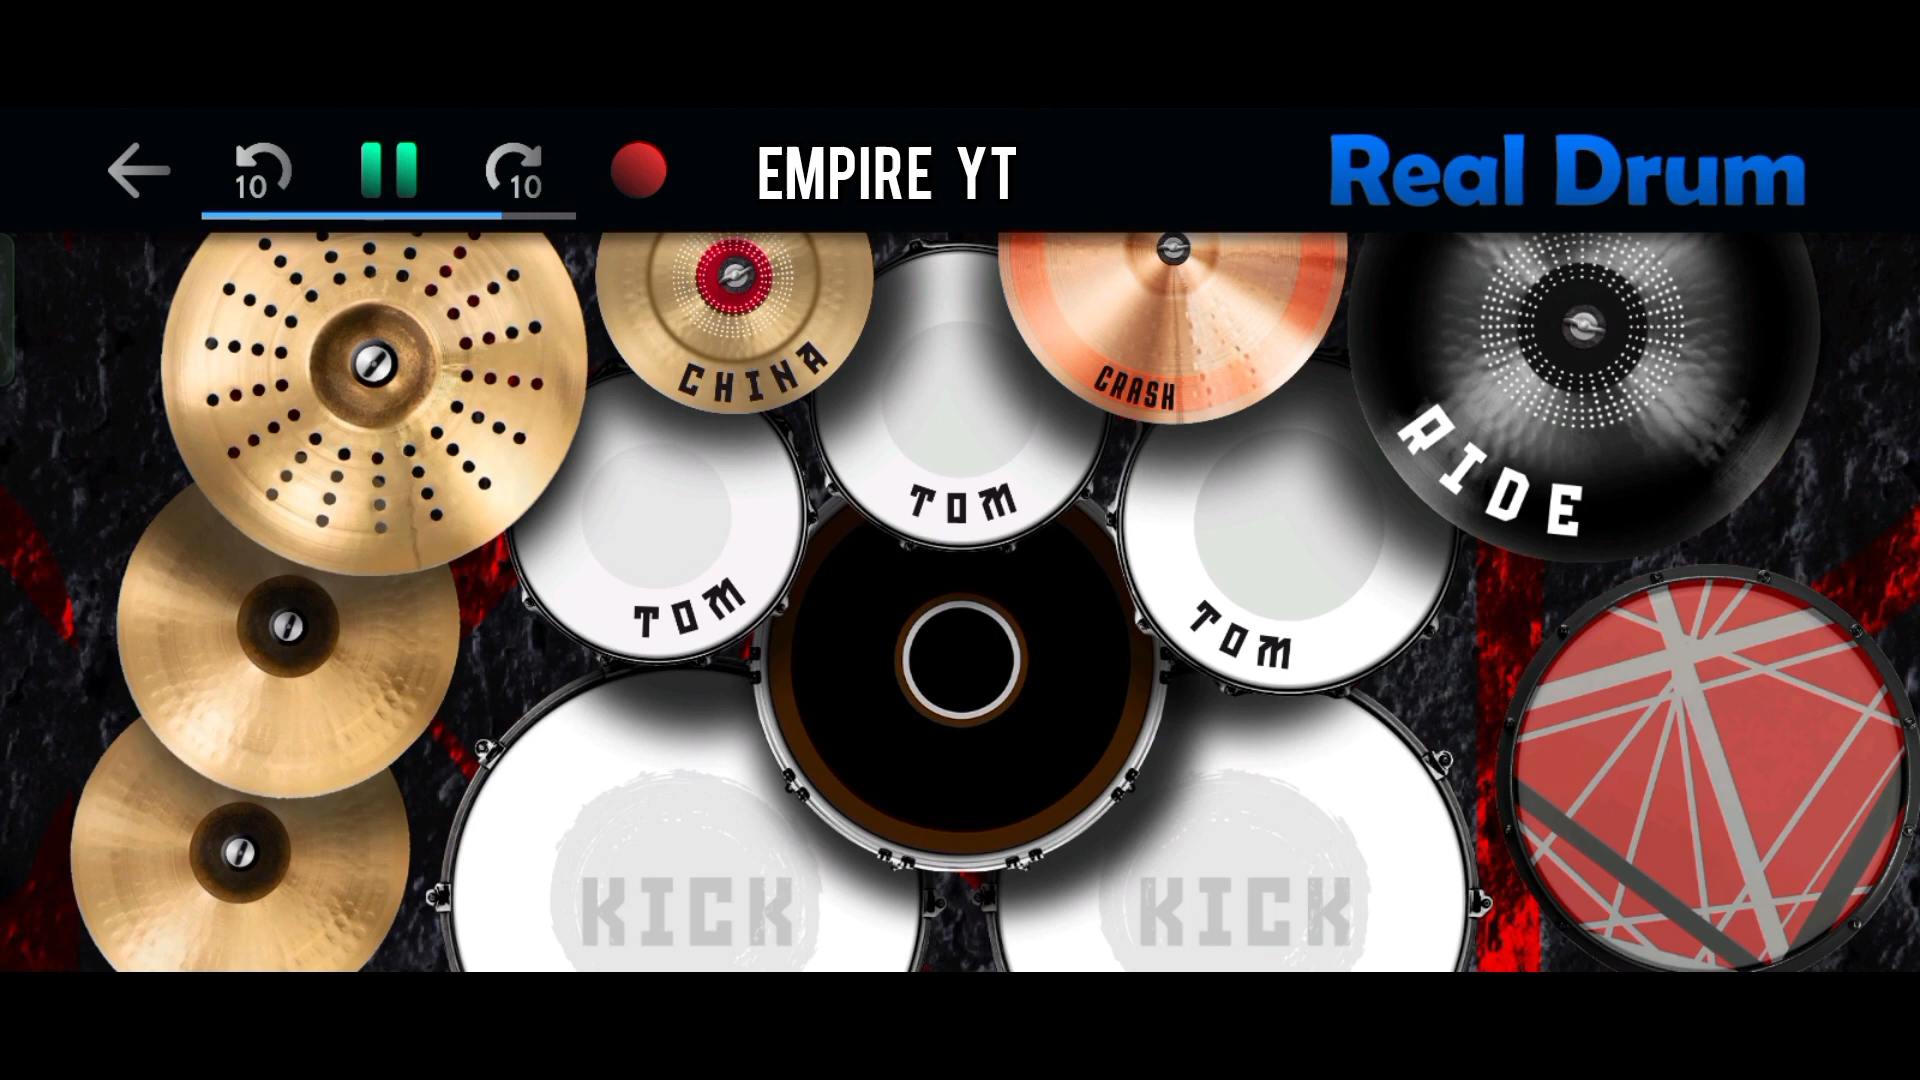 10
10
EMPIRE YT
Real Drum
CHINA
CRASH
RIDE
TOM
TOM
TOM
KICK
KICK